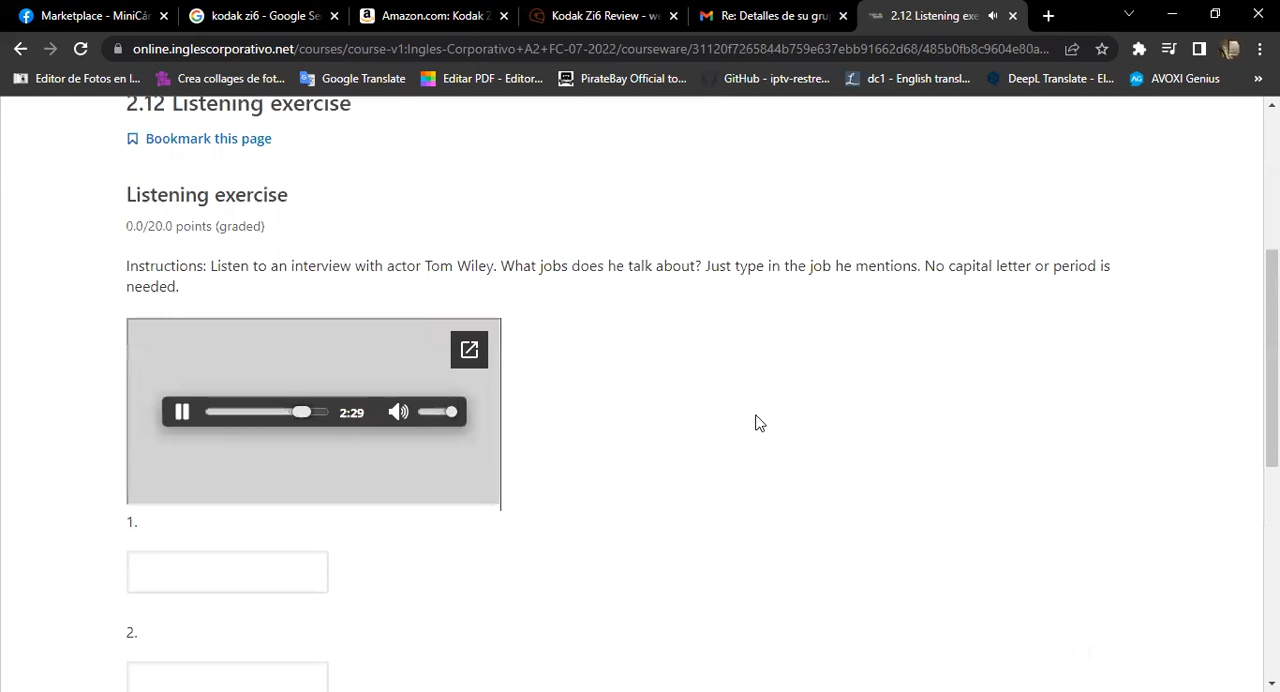 Marketplace - MiniCár
kodak zi6 - Google Se
Amazon.com: Kodak Z
Kodak Zi6 Review - we
Re: Detalles de su gru
2.12 Listening exe
online.inglescorporativo.net/courses/course-v1:Ingles-Corporativo+A2+FC-07-2022/courseware/31120f7265844b759e637ebb91662d68/485b0fb8c9604e80a...
Editor de Fotos en l...
Crea collages de fot...
Google Translate
Editar PDF - Editor...
PirateBay Official to...
GitHub - iptv-restre...
dc1 - English transl...
DeepL Translate - El...
AVOXI Genius
»
2.12 Listening exercise
Bookmark this page
Listening exercise
0.0/20.0 points (graded)
Instructions: Listen to an interview with actor Tom Wiley. What jobs does he talk about? Just type in the job he mentions. No capital letter or period is
needed.
2:29
1.
2.